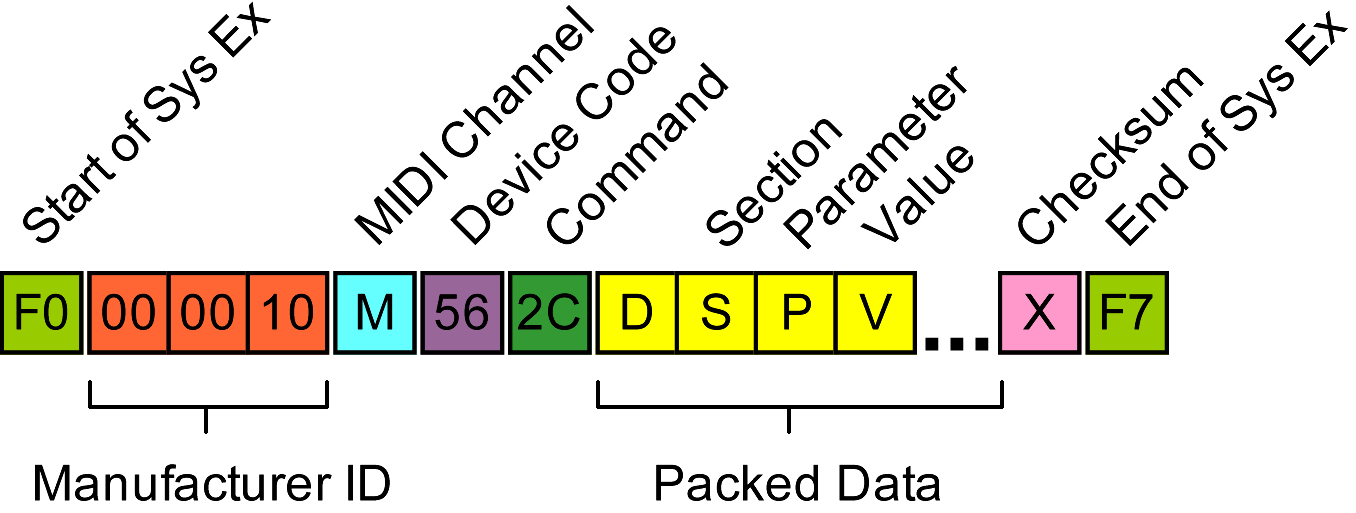 Start of Sys Ex
MIDI Channel
Device Code
Command
Section
Parameter
Value
Checksum
End of Sys Ex
F0 00 00 10 M 56 2C D S P V ... X F7
Manufacturer ID
Packed Data